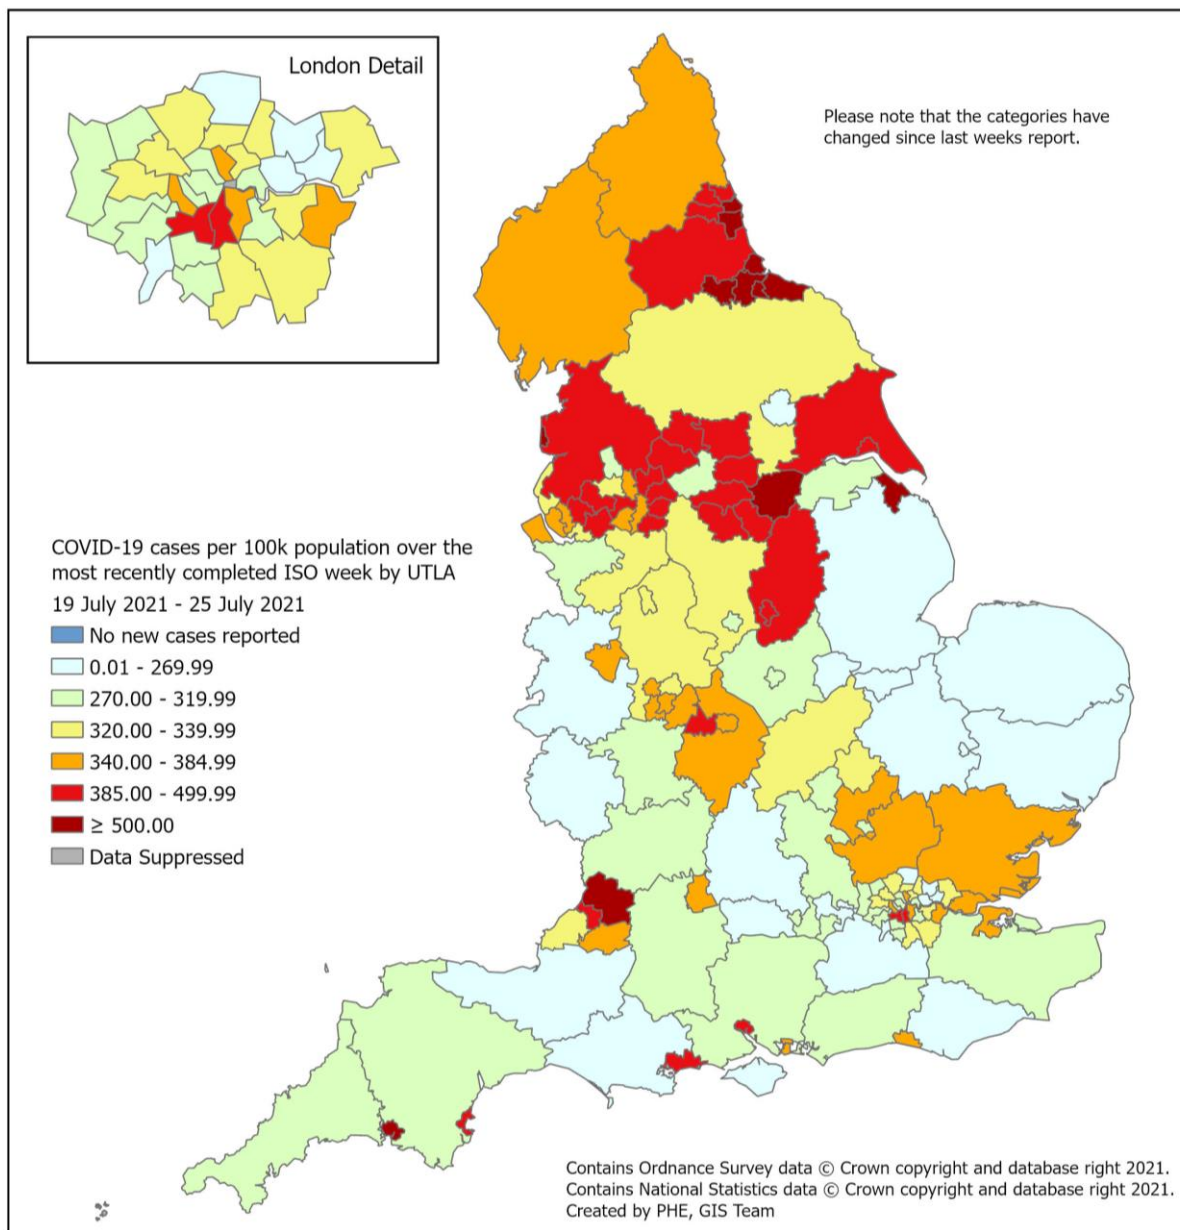 London Detail
Please note that the categories have
changed since last weeks report.
COVID-19 cases per 100k population over the
most recently completed ISO week by UTLA
19 July 2021 - 25 July 2021
No new cases reported
0.01 - 269.99
270.00 - 319.99
320.00 - 339.99
340.00 - 384.99
385.00 - 499.99
≥ 500.00
Data Suppressed
Contains Ordnance Survey data © Crown copyright and database right 2021.
Contains National Statistics data © Crown copyright and database right 2021.
Created by PHE, GIS Team